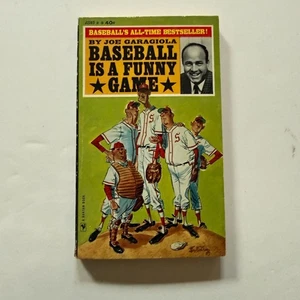 BASEBALL'S ALL-TIME BESTSELLER!
BY JOE GARAGIOLA
BASEBALL
IS A FUNNY
★ GAME ★
S
S
S